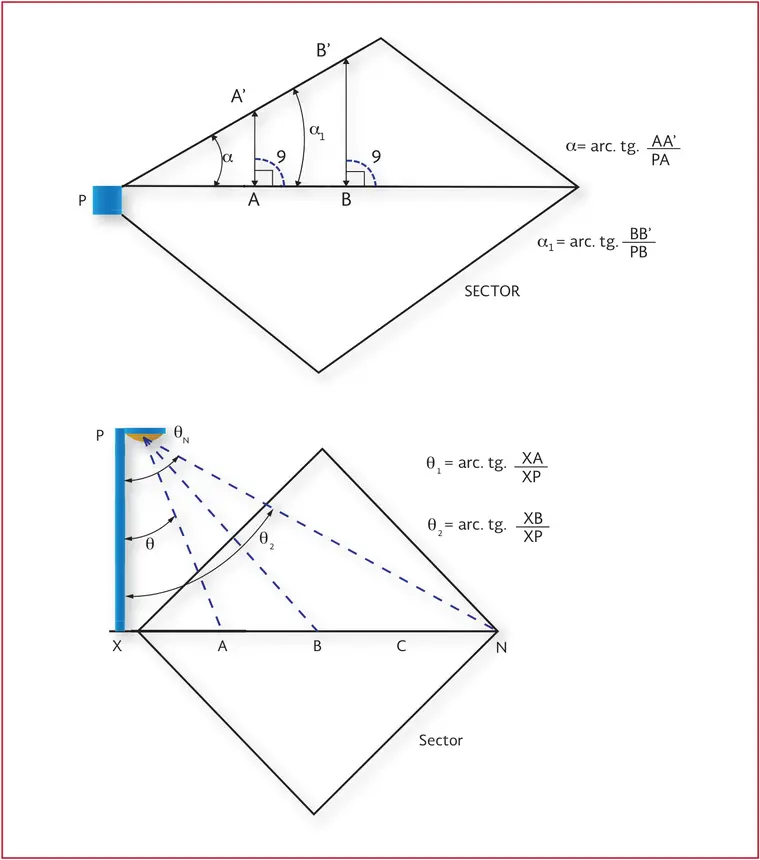 B'
A'
α₁
α
9
9
α= arc. tg. AA'
PA
P
A
B
α₁= arc. tg. BB'
PB
SECTOR
P
θN
θ₁= arc. tg. XA
XP
θ₂= arc. tg. XB
XP
θ
θ₂
X
A
B
C
N
Sector